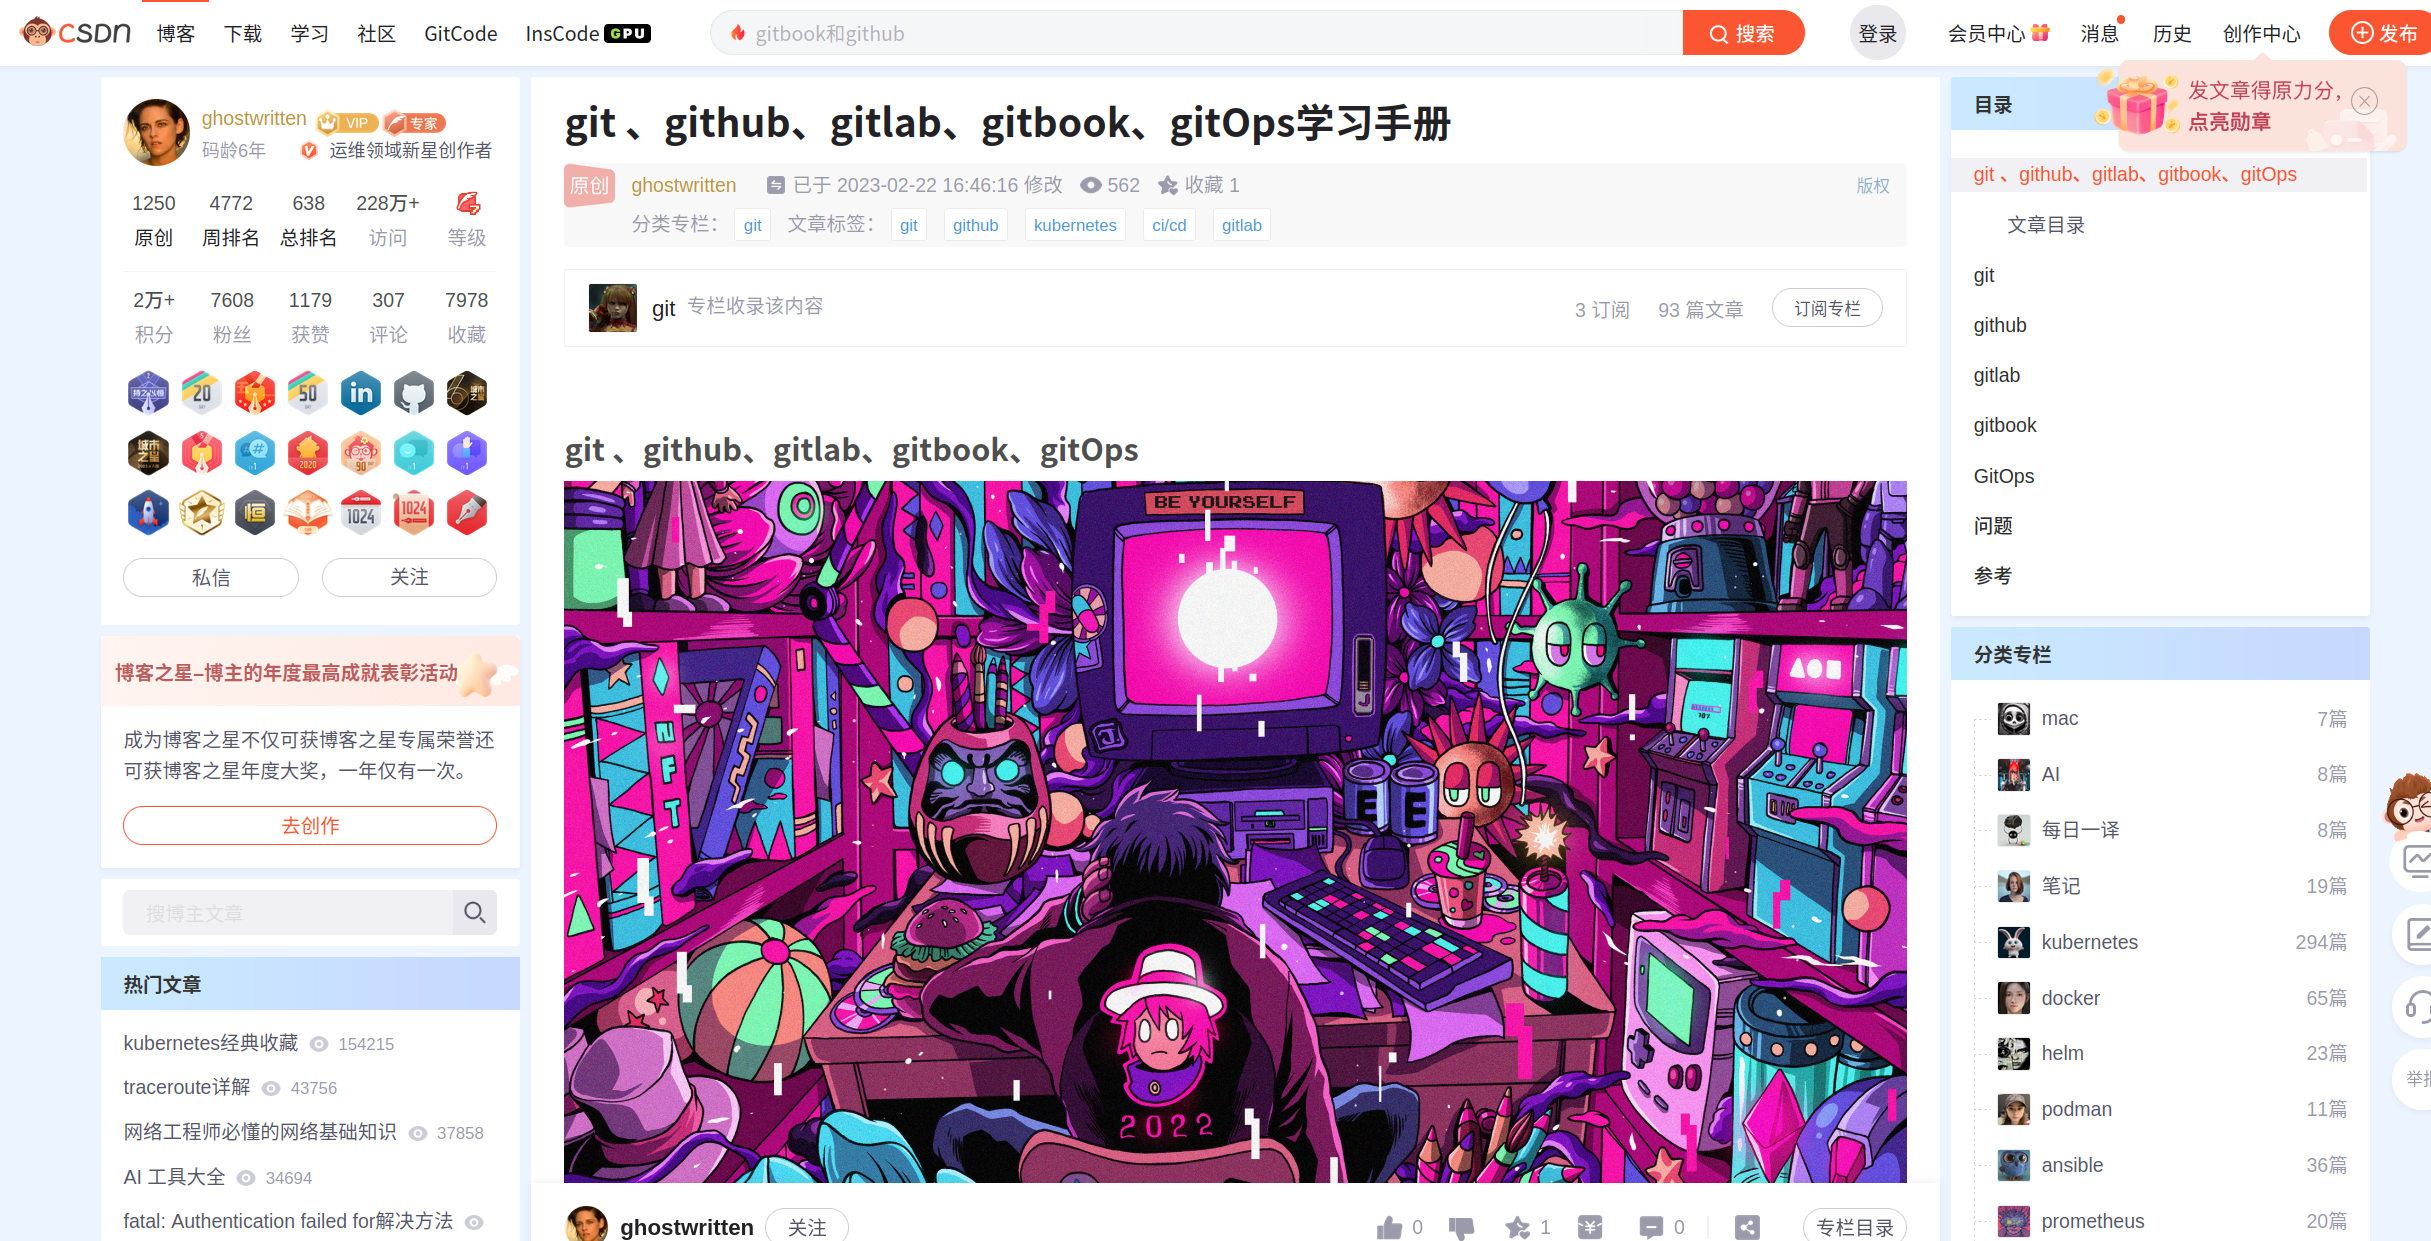 CSDN 博客 下载 学习 社区 GitCode InsCode GPU gitbook和github 搜索 登录 会员中心 消息 历史 创作中心 发布
发文章得原力分，
点亮勋章
ghostwritten VIP 专家
码龄6年 运维领域新星创作者
1250 4772 638 228万+
原创 周排名 总排名 访问 等级
2万+ 7608 1179 307 7978
积分 粉丝 获赞 评论 收藏
持之以恒 20 50 in 城市之星
城市之星 # 2020 90
恒 1024 1024
私信 关注
博客之星–博主的年度最高成就表彰活动
成为博客之星不仅可获博客之星专属荣誉还
可获博客之星年度大奖，一年仅有一次。
去创作
搜博主文章
热门文章
kubernetes经典收藏 154215
traceroute详解 43756
网络工程师必懂的网络基础知识 37858
AI 工具大全 34694
fatal: Authentication failed for解决方法
git 、github、gitlab、gitbook、gitOps学习手册
原创 ghostwritten 已于 2023-02-22 16:46:16 修改 562 收藏 1 版权
分类专栏： git 文章标签： git github kubernetes ci/cd gitlab
git 专栏收录该内容 3 订阅 93 篇文章 订阅专栏
git 、github、gitlab、gitbook、gitOps
BE YOURSELF
NFT
E E
2022
ghostwritten 关注 0 1 0 专栏目录
目录
git 、github、gitlab、gitbook、gitOps
文章目录
git
github
gitlab
gitbook
GitOps
问题
参考
分类专栏
mac 7篇
AI 8篇
每日一译 8篇
笔记 19篇
kubernetes 294篇
docker 65篇
helm 23篇
podman 11篇
ansible 36篇
prometheus 20篇